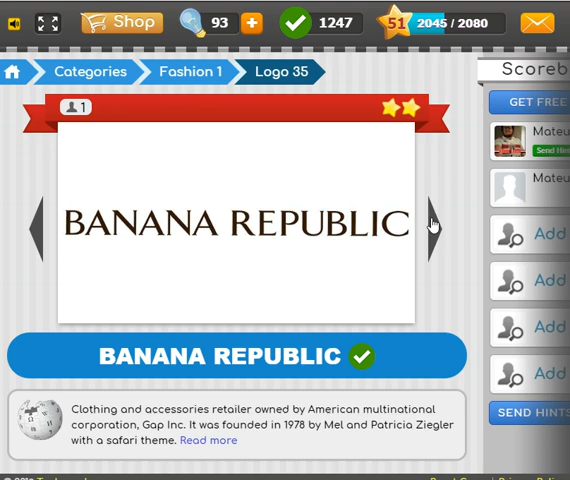 Shop 93 1247 51 2045 / 2080
Categories Fashion 1 Logo 35
1
BANANA REPUBLIC
BANANA REPUBLIC
Clothing and accessories retailer owned by American multinational
corporation, Gap Inc. It was founded in 1978 by Mel and Patricia Ziegler
with a safari theme. Read more
Scoreb
GET FREE
Mateu
Send Hin
Mateu
Add
Add
Add
Add
SEND HINTS